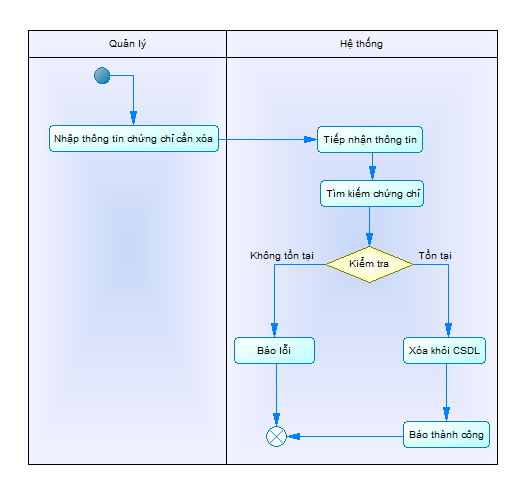 Quản lý
Hệ thống
Nhập thông tin chứng chỉ cần xóa
Tiếp nhận thông tin
Tìm kiếm chứng chỉ
Kiểm tra
Không tồn tại
Tồn tại
Báo lỗi
Xóa khỏi CSDL
Báo thành công